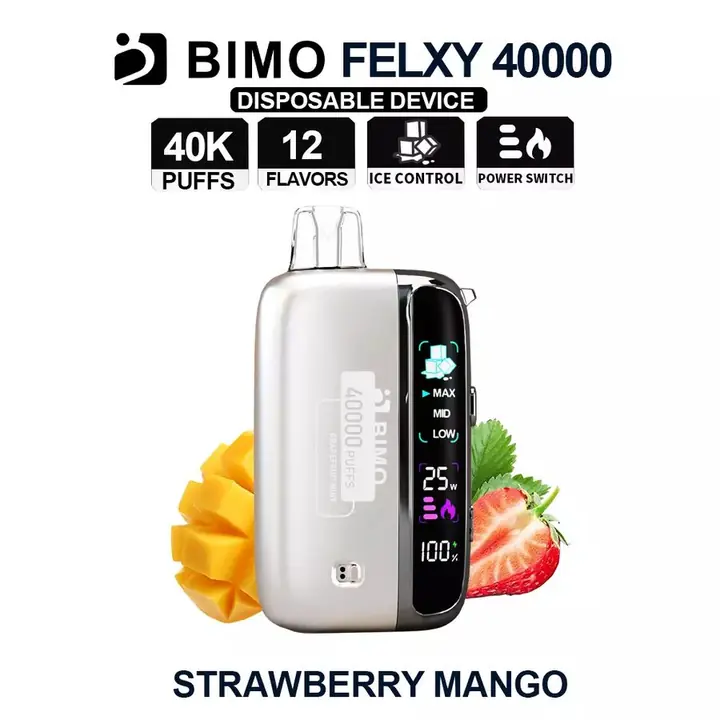 BIMO FELXY 40000
DISPOSABLE DEVICE
40K PUFFS
12 FLAVORS
ICE CONTROL
POWER SWITCH
BIMO
40000 PUFFS
MAX
MID
LOW
25 W
100%
STRAWBERRY MANGO